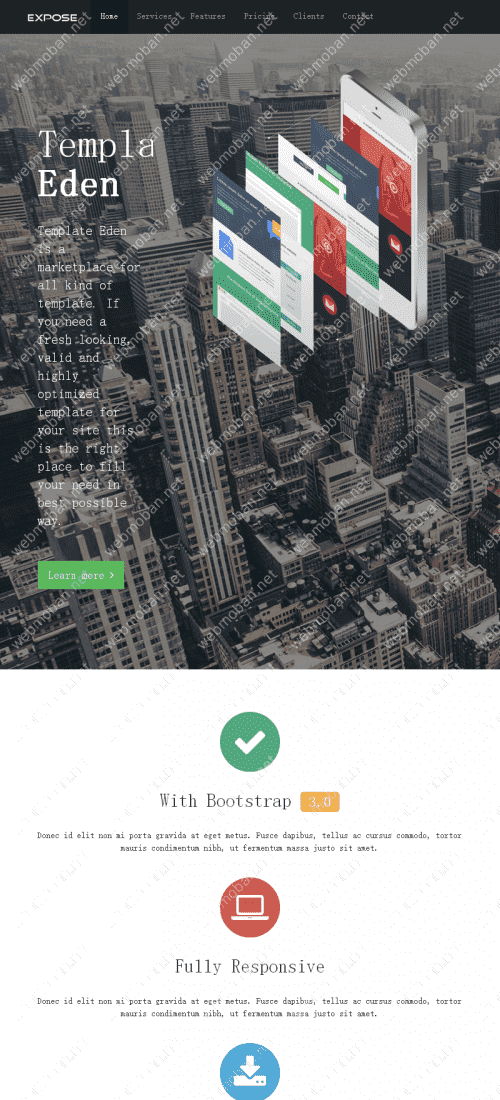 EXPOSE Home Services Features Pricing Clients Contact
Templa
Eden
Template Eden
is a
marketplace for
all kind of
template. If
you need a
fresh looking,
valid and
highly
optimized
template for
your site this
is the right
place to fill
your need in
best possible
way.
Learn more
With Bootstrap 3.0
Donec id elit non mi porta gravida at eget metus. Fusce dapibus, tellus ac cursus commodo, tortor
mauris condimentum nibh, ut fermentum massa justo sit amet.
Fully Responsive
Donec id elit non mi porta gravida at eget metus. Fusce dapibus, tellus ac cursus commodo, tortor
mauris condimentum nibh, ut fermentum massa justo sit amet.
webmoban.net